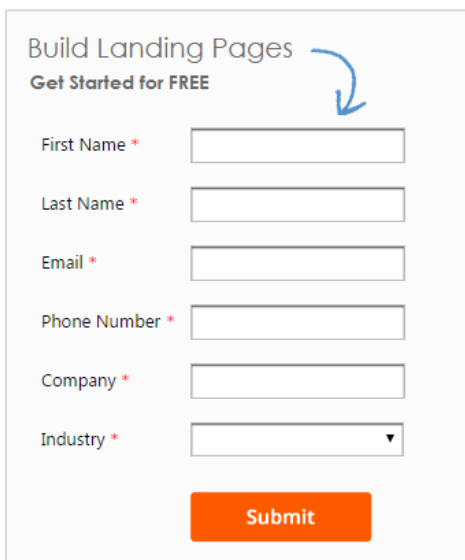 Build Landing Pages
Get Started for FREE
First Name *
Last Name *
Email *
Phone Number *
Company *
Industry *
Submit